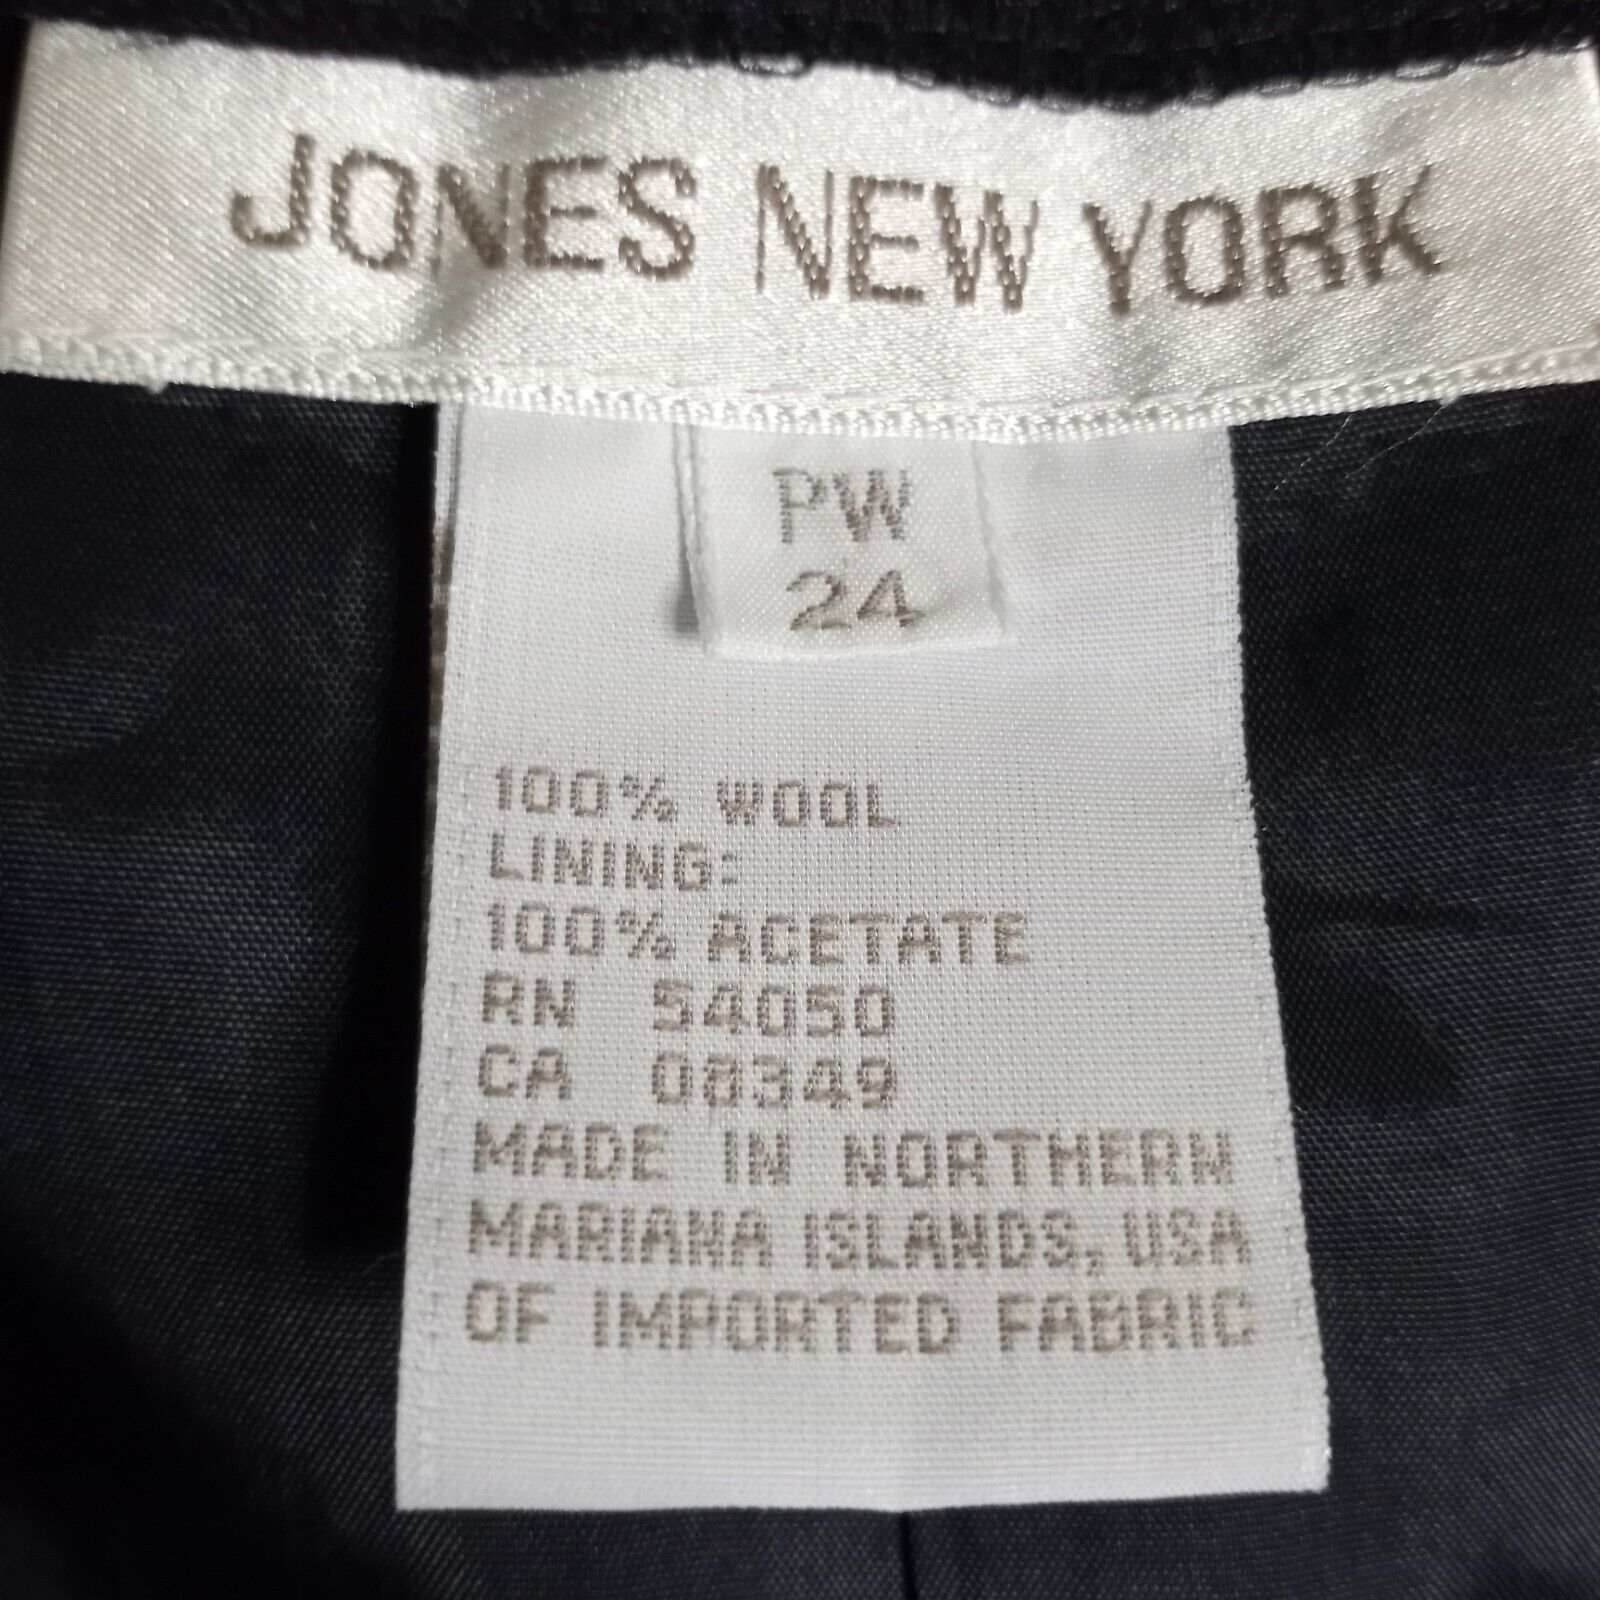 JONES NEW YORK
PW
24
100% WOOL
LINING:
100% ACETATE
RN 54050
CA 08349
MADE IN NORTHERN
MARIANA ISLANDS, USA
OF IMPORTED FABRIC